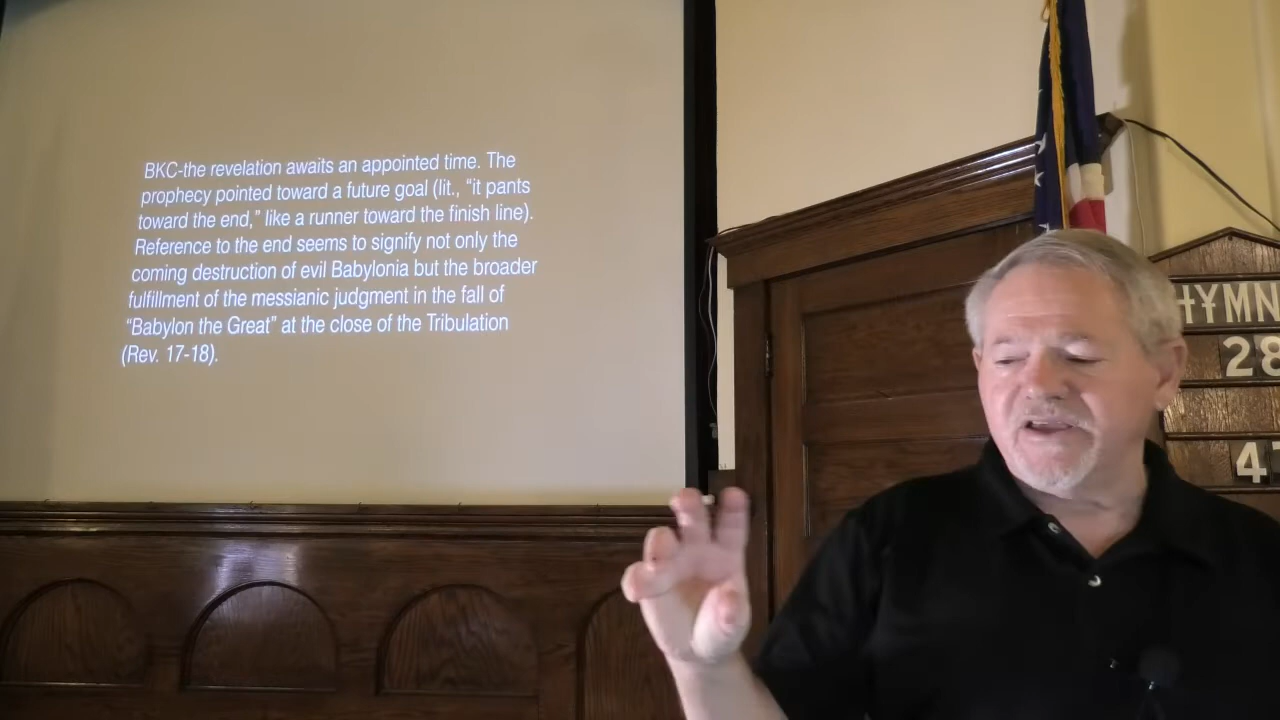 BKC-the revelation awaits an appointed time. The
prophecy pointed toward a future goal (lit., “it pants
toward the end,” like a runner toward the finish line).
Reference to the end seems to signify not only the
coming destruction of evil Babylonia but the broader
fulfillment of the messianic judgment in the fall of
“Babylon the Great” at the close of the Tribulation
(Rev. 17-18).
HYMN
28
4